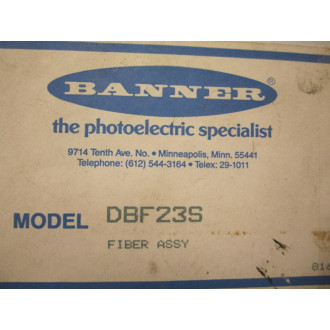 BANNER®
the photoelectric specialist
9714 Tenth Ave. No. • Minneapolis, Minn. 55441
Telephone: (612) 544-3164 • Telex: 29-1011
MODEL DBF23S
FIBER ASSY